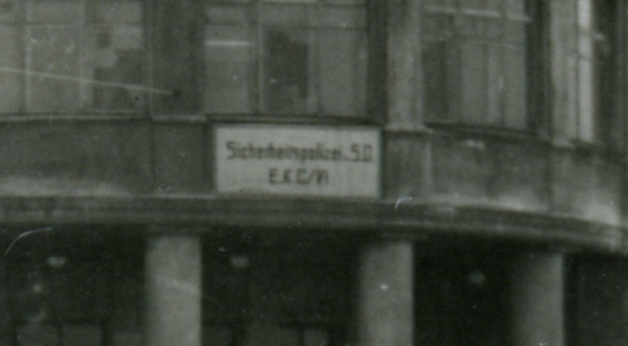 Sicherheitspolizei u. S.D.
E.K. C/VI